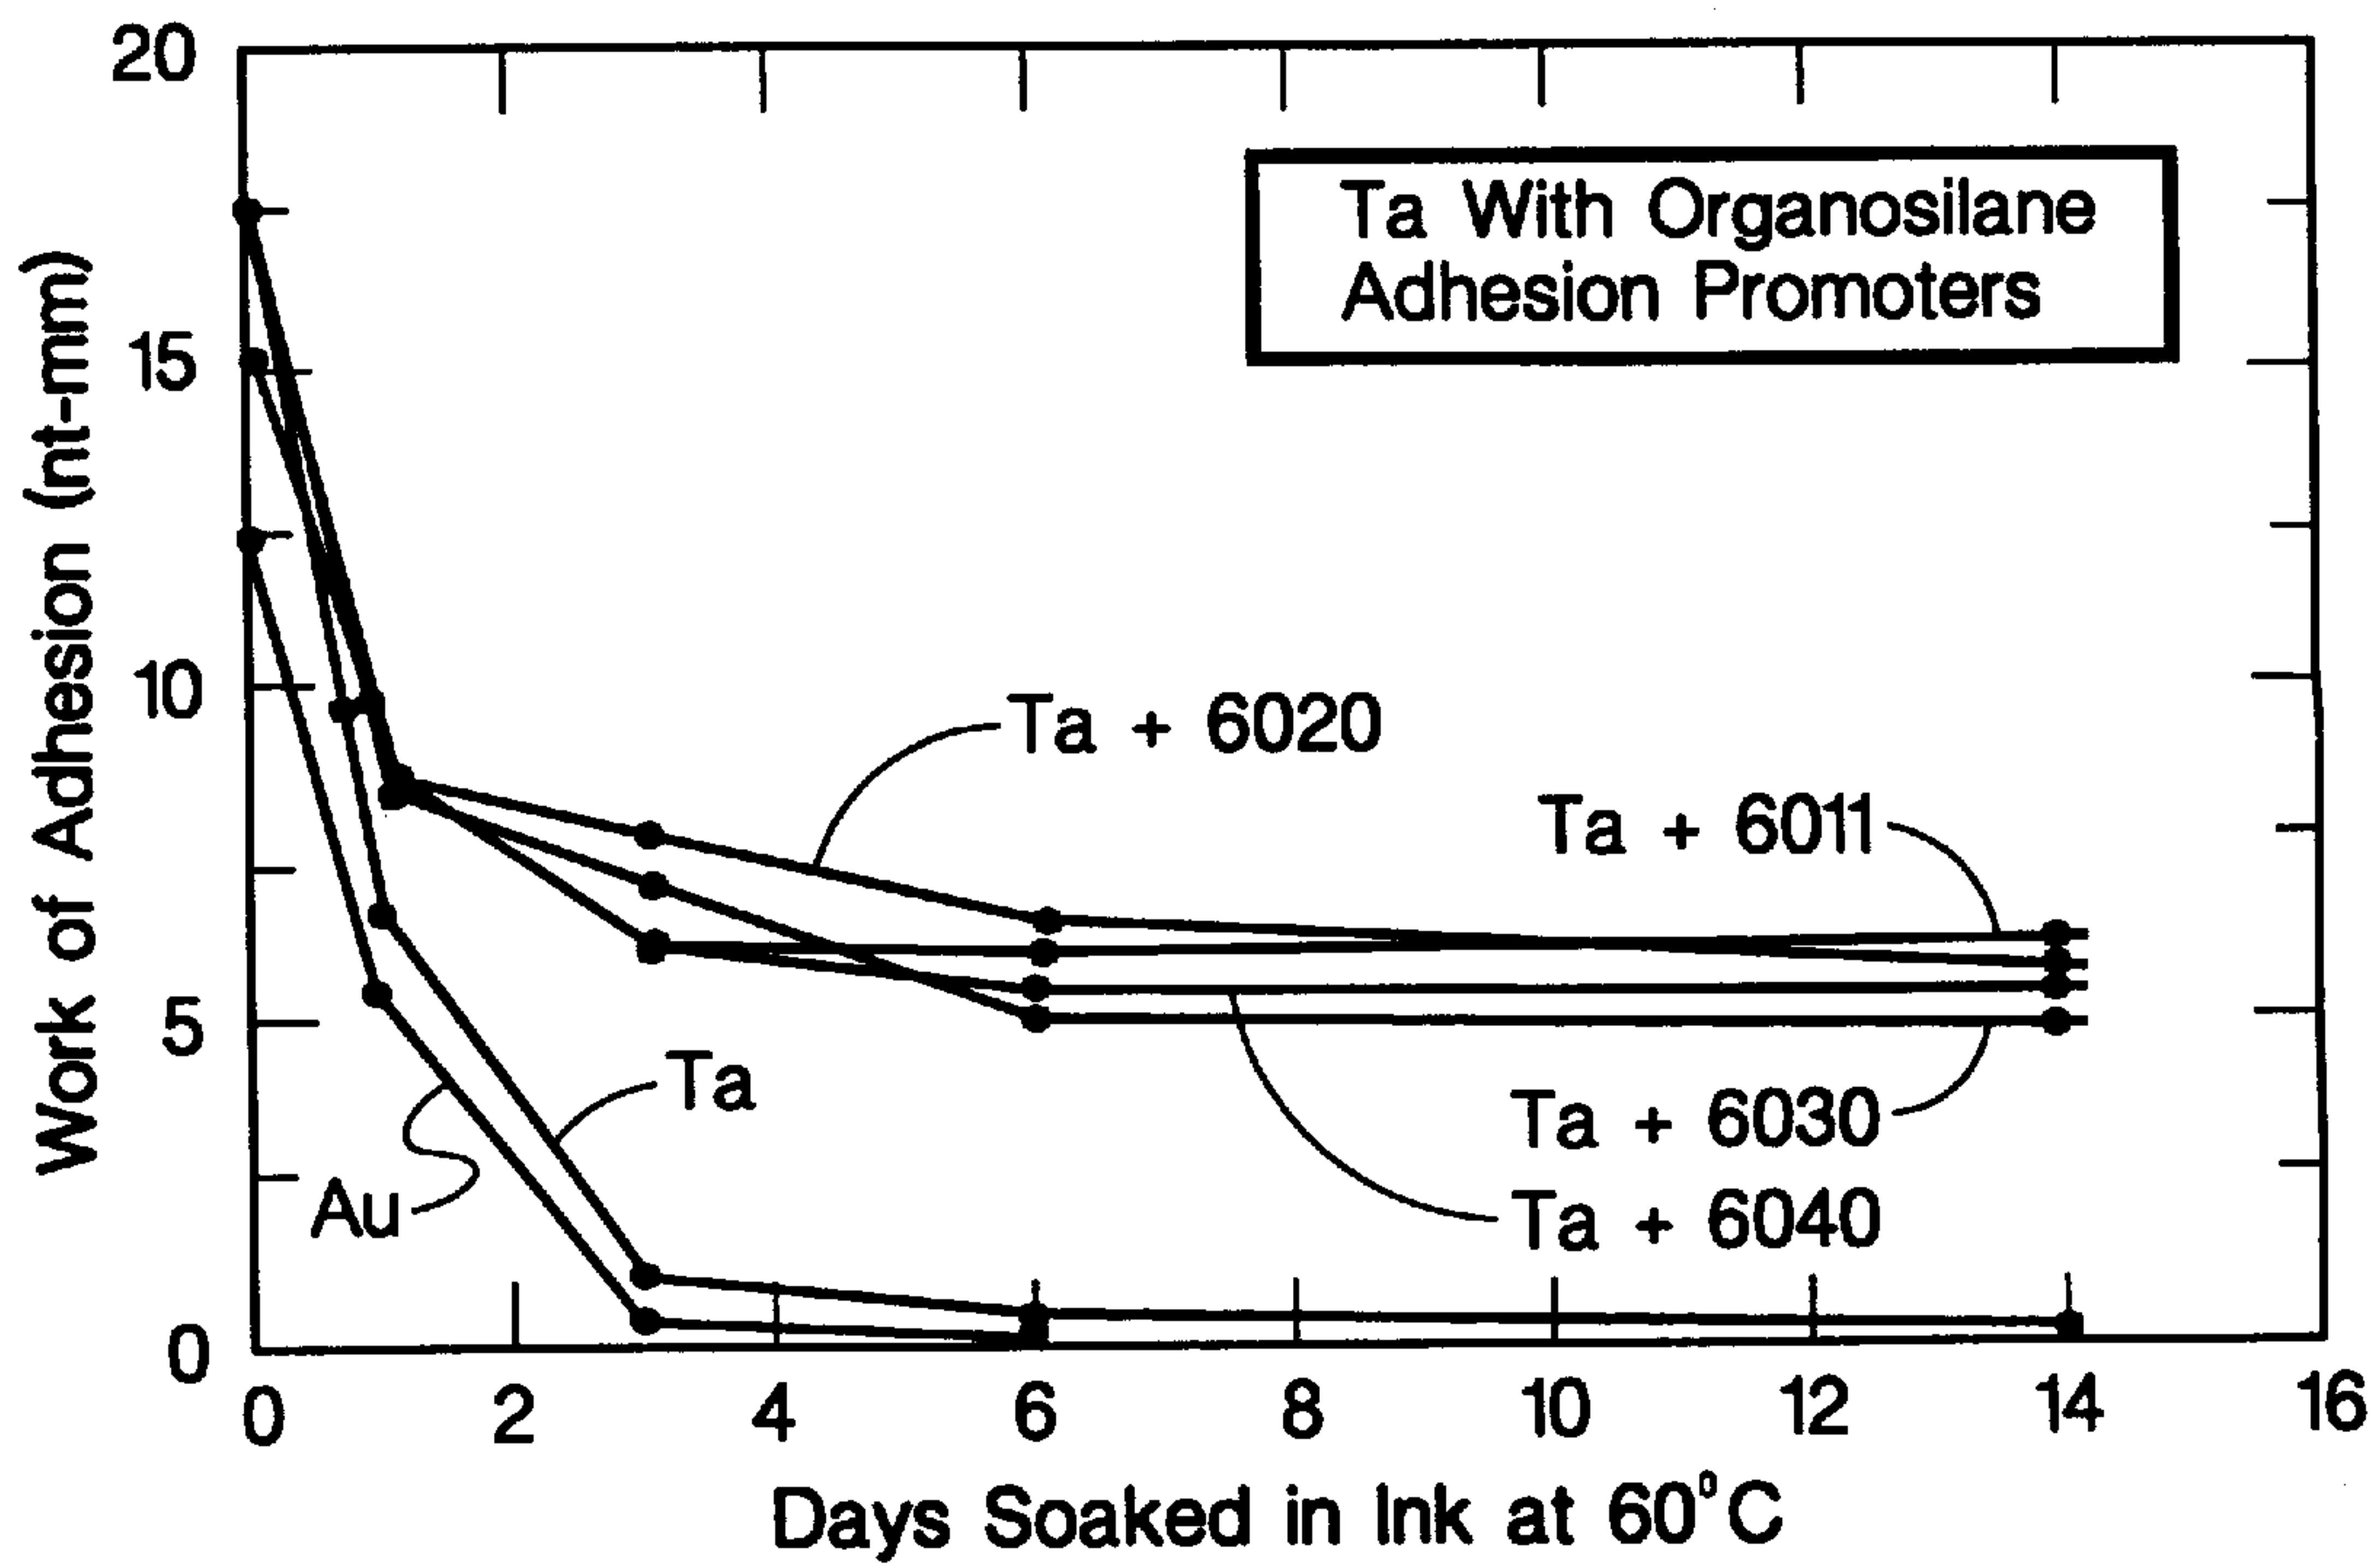 20
15
10
5
0
Work of Adhesion (nt-mm)
Ta With Organosilane
Adhesion Promoters
Ta + 6020
Ta + 6011
Ta
Au
Ta + 6030
Ta + 6040
0 2 4 6 8 10 12 14 16
Days Soaked in Ink at 60°C